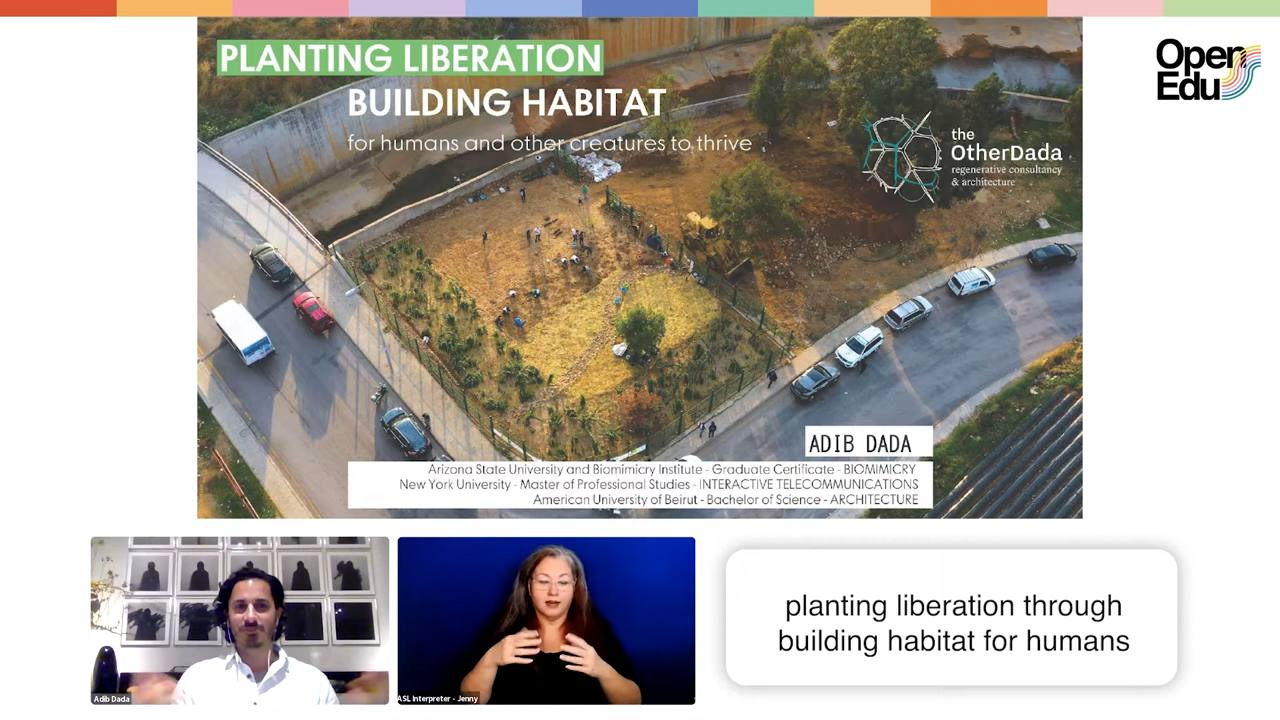 PLANTING LIBERATION
BUILDING HABITAT
for humans and other creatures to thrive
Open
Edu
the
OtherDada
regenerative consultancy
& architecture
ADIB DADA
Arizona State University and Biomimicry Institute - Graduate Certificate - BIOMIMICRY
New York University - Master of Professional Studies - INTERACTIVE TELECOMMUNICATIONS
American University of Beirut - Bachelor of Science - ARCHITECTURE
Adib Dada
ASL Interpreter - Jenny
planting liberation through
building habitat for humans